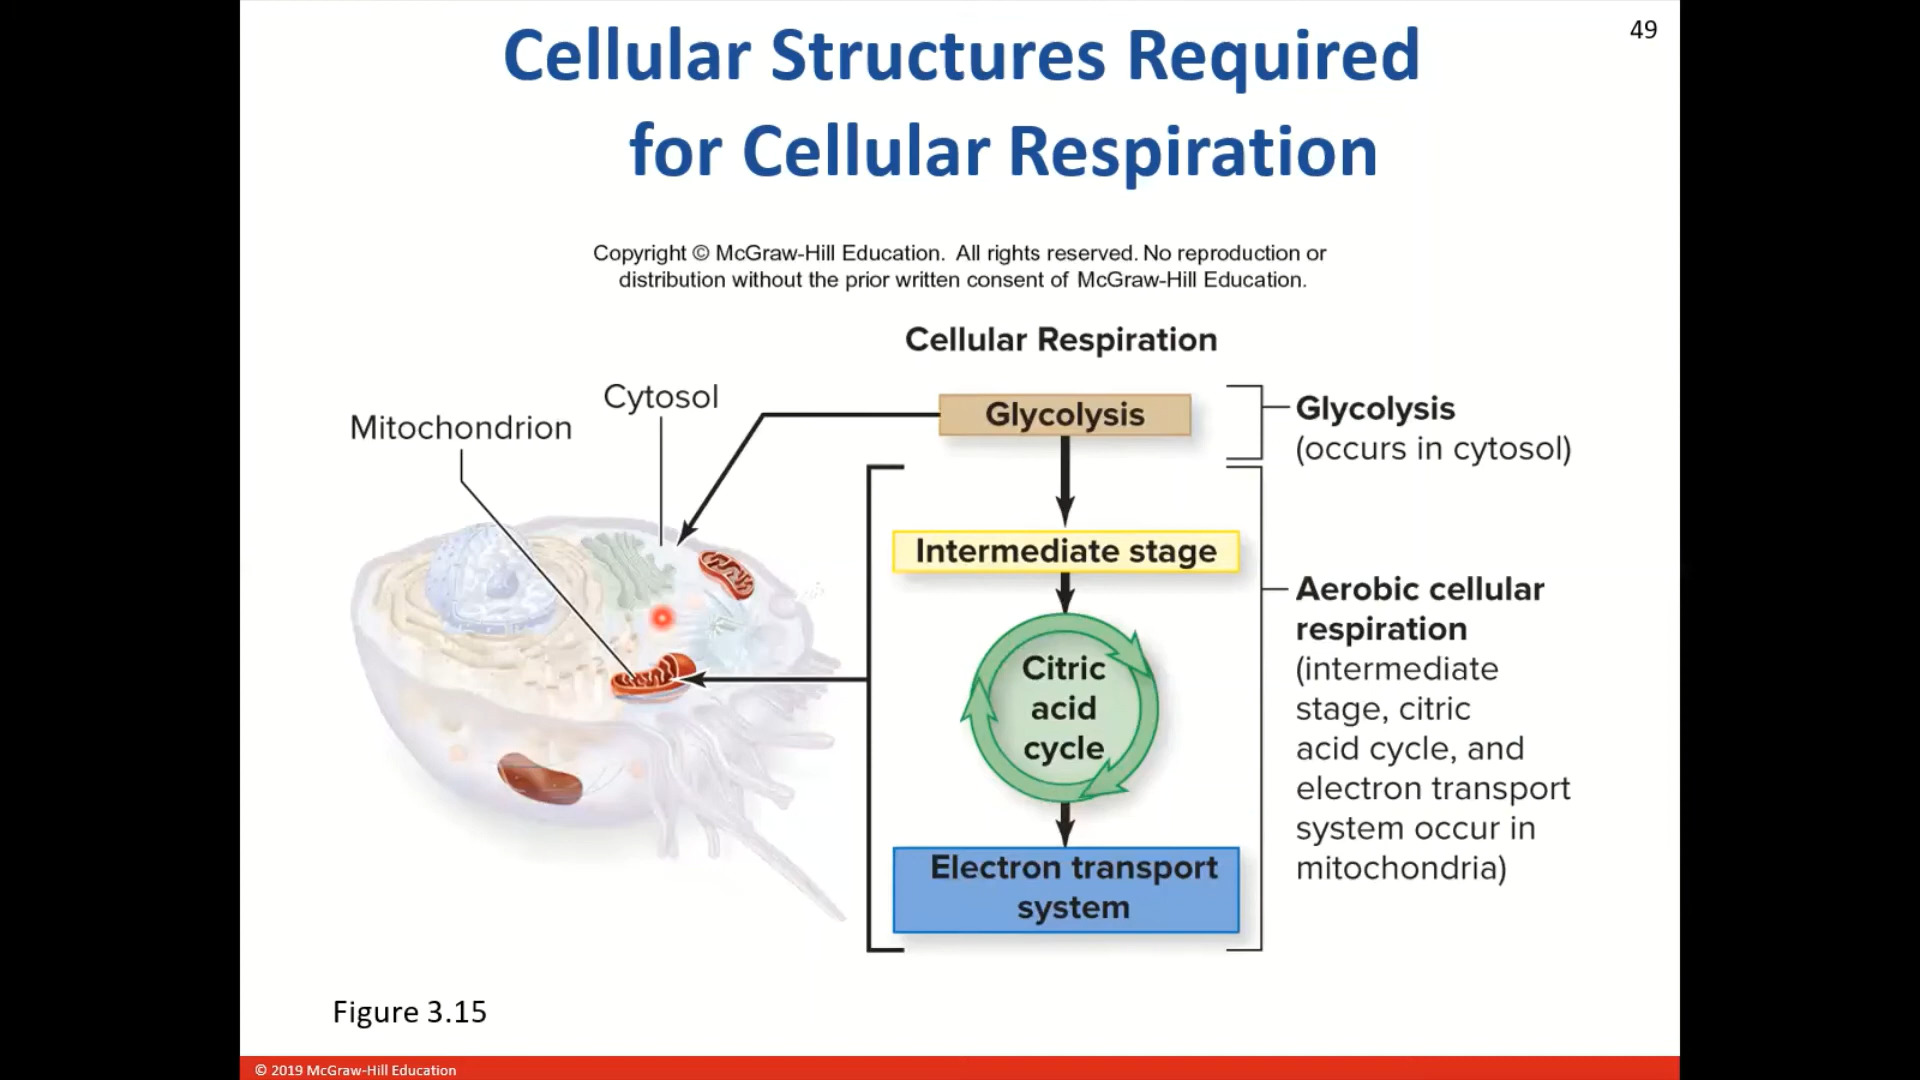 49
Cellular Structures Required
for Cellular Respiration
Copyright © McGraw-Hill Education. All rights reserved. No reproduction or
distribution without the prior written consent of McGraw-Hill Education.
Cellular Respiration
Mitochondrion
Cytosol
Glycolysis
Intermediate stage
Citric
acid
cycle
Electron transport
system
Glycolysis
(occurs in cytosol)
Aerobic cellular
respiration
(intermediate
stage, citric
acid cycle, and
electron transport
system occur in
mitochondria)
Figure 3.15
© 2019 McGraw-Hill Education